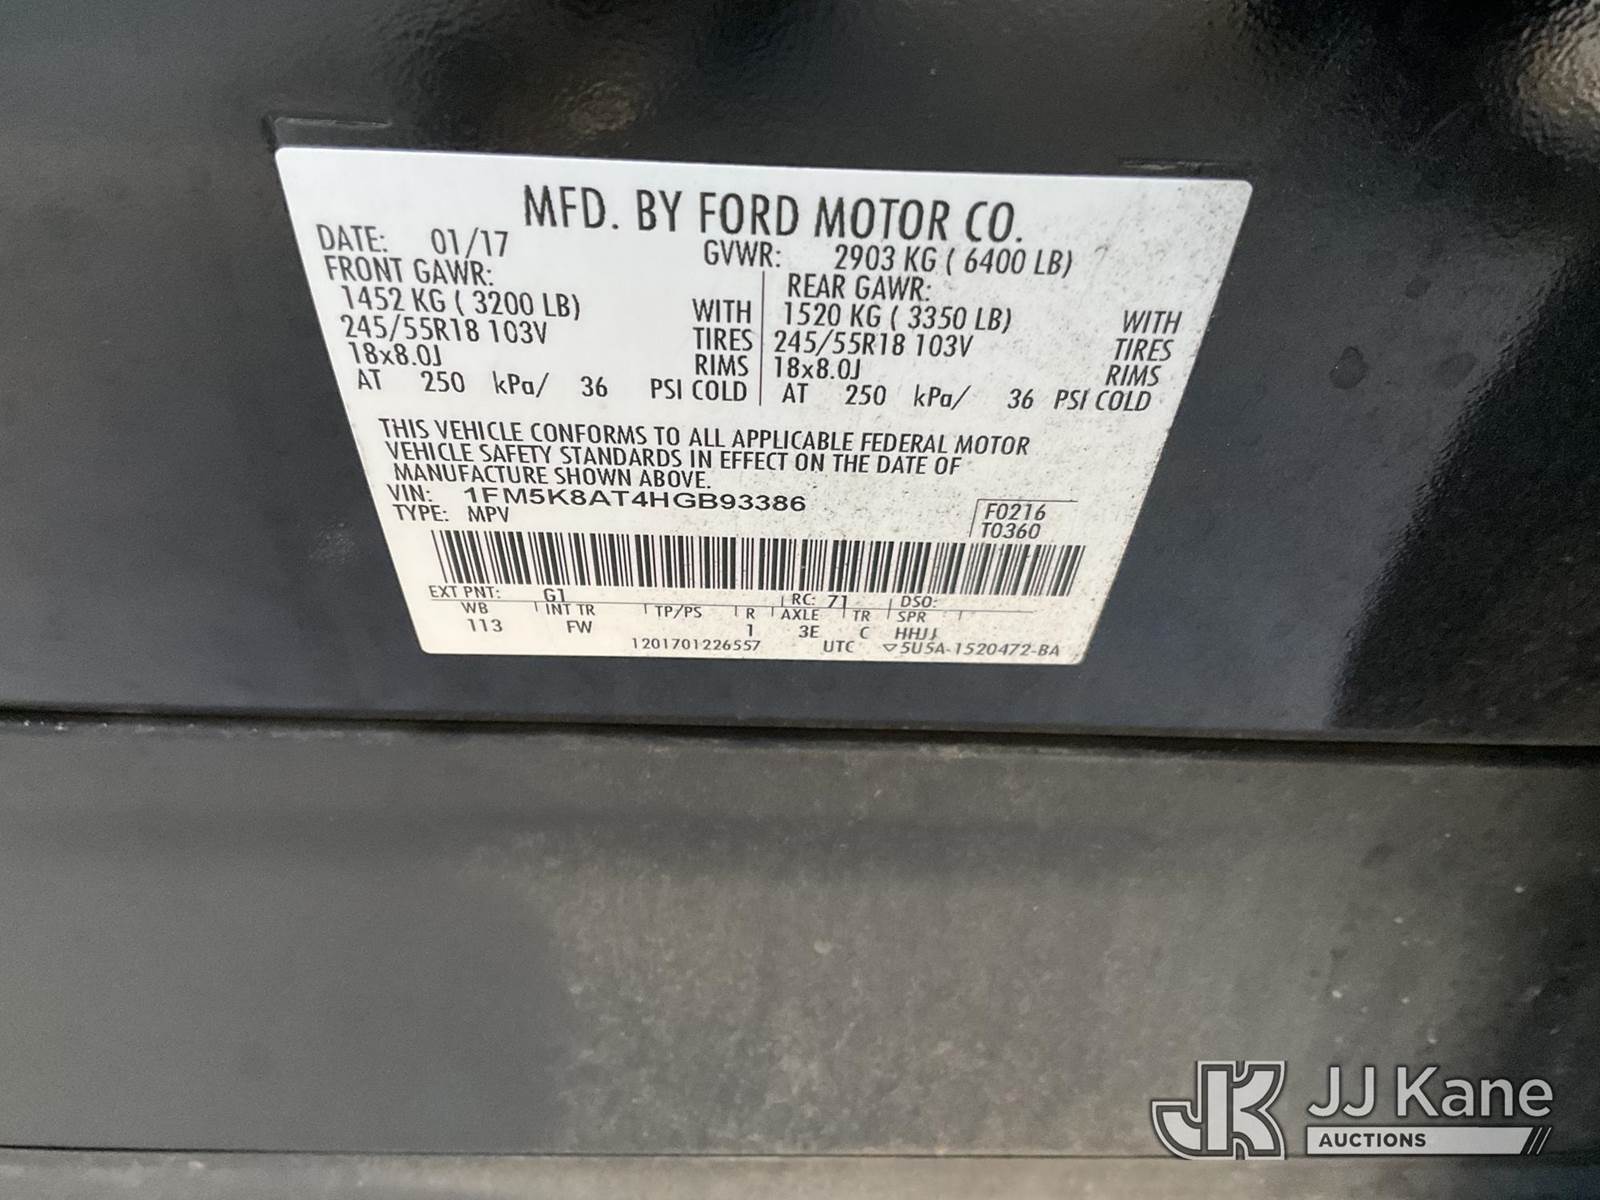 MFD. BY FORD MOTOR CO.
DATE: 01/17 GVWR: 2903 KG ( 6400 LB)
FRONT GAWR: REAR GAWR:
1452 KG ( 3200 LB) WITH 1520 KG ( 3350 LB) WITH
245/55R18 103V TIRES 245/55R18 103V TIRES
18x8.0J RIMS 18x8.0J RIMS
AT 250 kPa/ 36 PSI COLD AT 250 kPa/ 36 PSI COLD
THIS VEHICLE CONFORMS TO ALL APPLICABLE FEDERAL MOTOR
VEHICLE SAFETY STANDARDS IN EFFECT ON THE DATE OF
MANUFACTURE SHOWN ABOVE.
VIN: 1FM5K8AT4HGB93386
TYPE: MPV
F0216
T0360
EXT PNT: G1 RC: 71 DSO:
WB INT TR TP/PS R AXLE TR SPR
113 FW 1 3E C HHJJ
1201701226557 UTC ▽5U5A-1520472-BA
JK JJ Kane
AUCTIONS